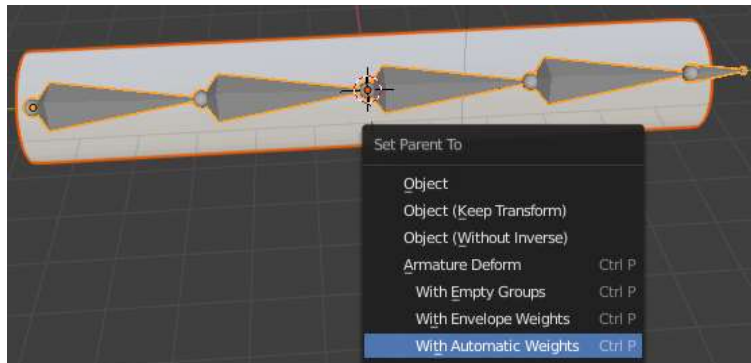 Set Parent To
Object
Object (Keep Transform)
Object (Without Inverse)
Armature Deform Ctrl P
With Empty Groups Ctrl P
With Envelope Weights Ctrl P
With Automatic Weights Ctrl P